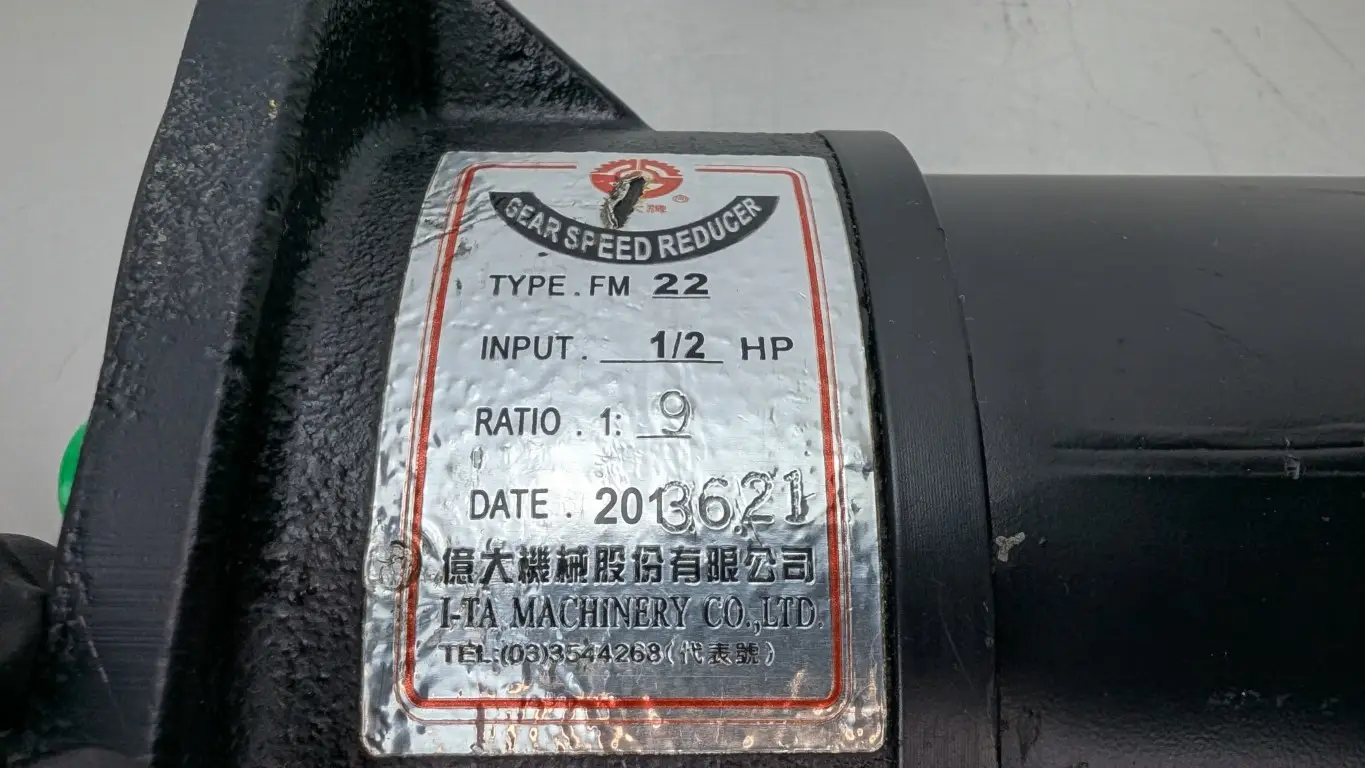 GEAR SPEED REDUCER
TYPE.FM 22
INPUT. 1/2 HP
RATIO . 1: 9
DATE . 2013.6.21
億大機械股份有限公司
I-TA MACHINERY CO.,LTD.
TEL:(03)3544268(代表號)